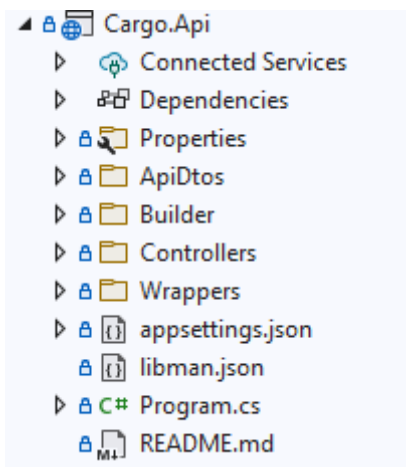 Cargo.Api
Connected Services
Dependencies
Properties
ApiDtos
Builder
Controllers
Wrappers
appsettings.json
libman.json
C# Program.cs
M↓ README.md